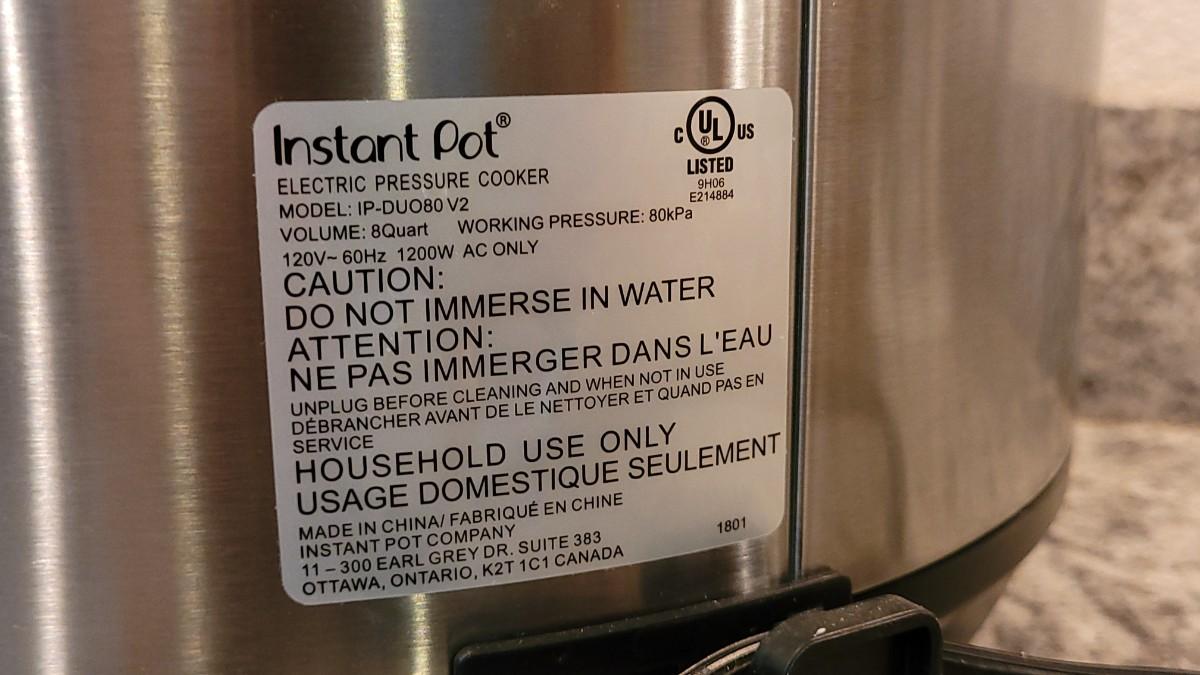 Instant Pot®
C UL® US
LISTED
9H06
E214884
ELECTRIC PRESSURE COOKER
MODEL: IP-DUO80 V2
VOLUME: 8Quart WORKING PRESSURE: 80kPa
120V~ 60Hz 1200W AC ONLY
CAUTION:
DO NOT IMMERSE IN WATER
ATTENTION:
NE PAS IMMERGER DANS L'EAU
UNPLUG BEFORE CLEANING AND WHEN NOT IN USE
DÉBRANCHER AVANT DE LE NETTOYER ET QUAND PAS EN
SERVICE
HOUSEHOLD USE ONLY
USAGE DOMESTIQUE SEULEMENT
MADE IN CHINA/ FABRIQUÉ EN CHINE
INSTANT POT COMPANY
11 – 300 EARL GREY DR. SUITE 383
OTTAWA, ONTARIO, K2T 1C1 CANADA
1801